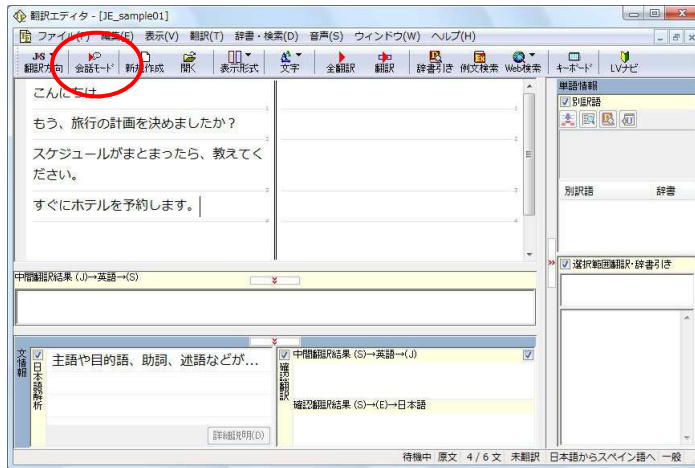 翻訳エディタ - [JE_sample01]
ファイル(F) 編集(E) 表示(V) 翻訳(T) 辞書・検索(D) 音声(S) ウィンドウ(W) ヘルプ(H)
J-S
翻訳方向 会話モード 新規作成 開く 表示形式 文字 全翻訳 翻訳 辞書引き 例文検索 Web検索 キーボード LVナビ
こんにちは
1
もう、旅行の計画を決めましたか？
2
スケジュールがまとまったら、教えてく
ださい。
3
すぐにホテルを予約します。
4
1
2
3
4
単語情報
別訳語
別訳語 辞書
選択範囲翻訳・辞書引き
中間翻訳結果 (J)→英語→(S)
文情報
日本語解析
主語や目的語、助詞、述語などが...
詳細説明(D)
確認翻訳
中間翻訳結果 (S)→英語→(J)
確認翻訳結果 (S)→(E)→日本語
待機中 原文 4 / 6 文 未翻訳 日本語からスペイン語へ 一般